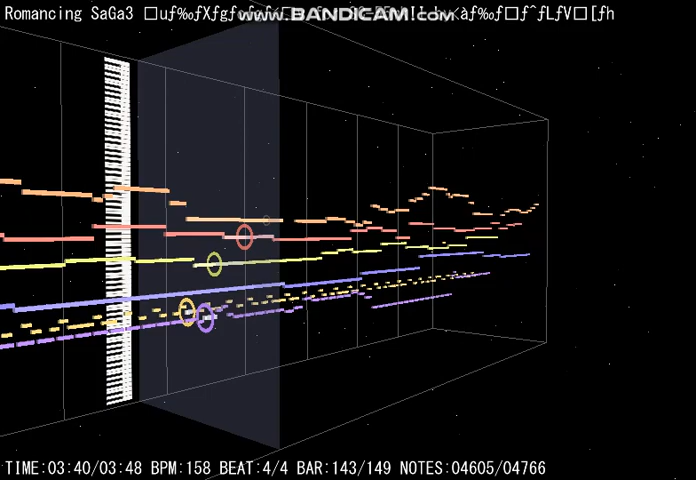 Romancing SaGa3
www.BANDICAM.com
TIME:03:40/03:48 BPM:158 BEAT:4/4 BAR:143/149 NOTES:04605/04766